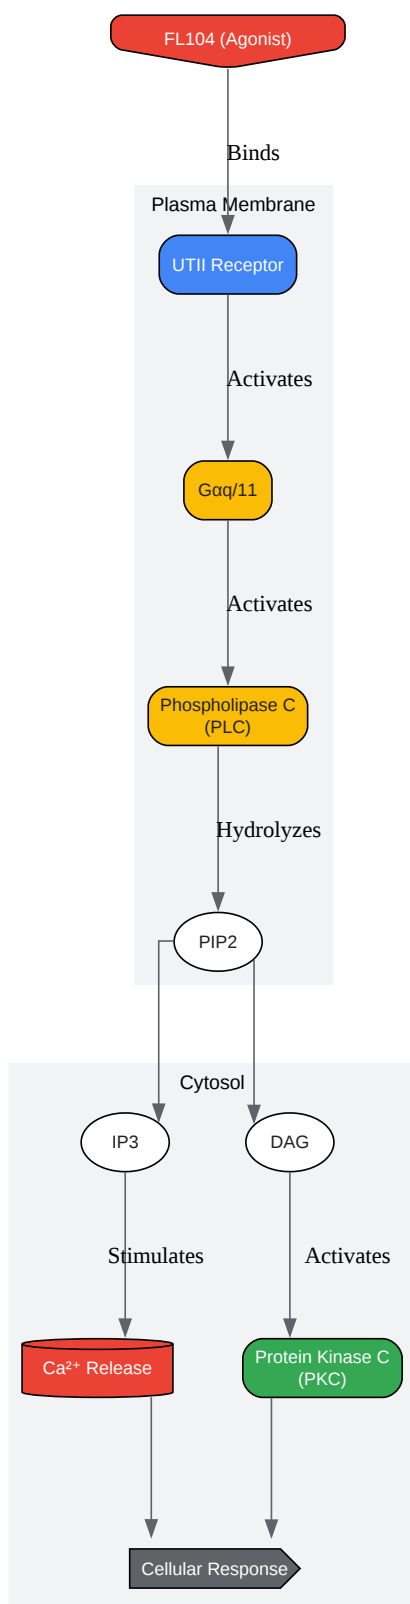 FL104 (Agonist)
Binds
Plasma Membrane
UTII Receptor
Activates
Gαq/11
Activates
Phospholipase C
(PLC)
Hydrolyzes
PIP2
Cytosol
IP3
DAG
Stimulates
Activates
Ca²⁺ Release
Protein Kinase C
(PKC)
Cellular Response